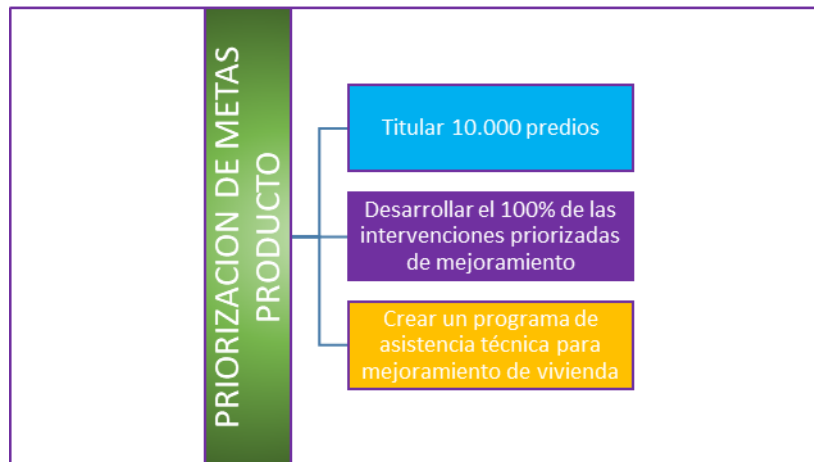 PRIORIZACION DE METAS
PRODUCTO
Titular 10.000 predios
Desarrollar el 100% de las
intervenciones priorizadas
de mejoramiento
Crear un programa de
asistencia técnica para
mejoramiento de vivienda